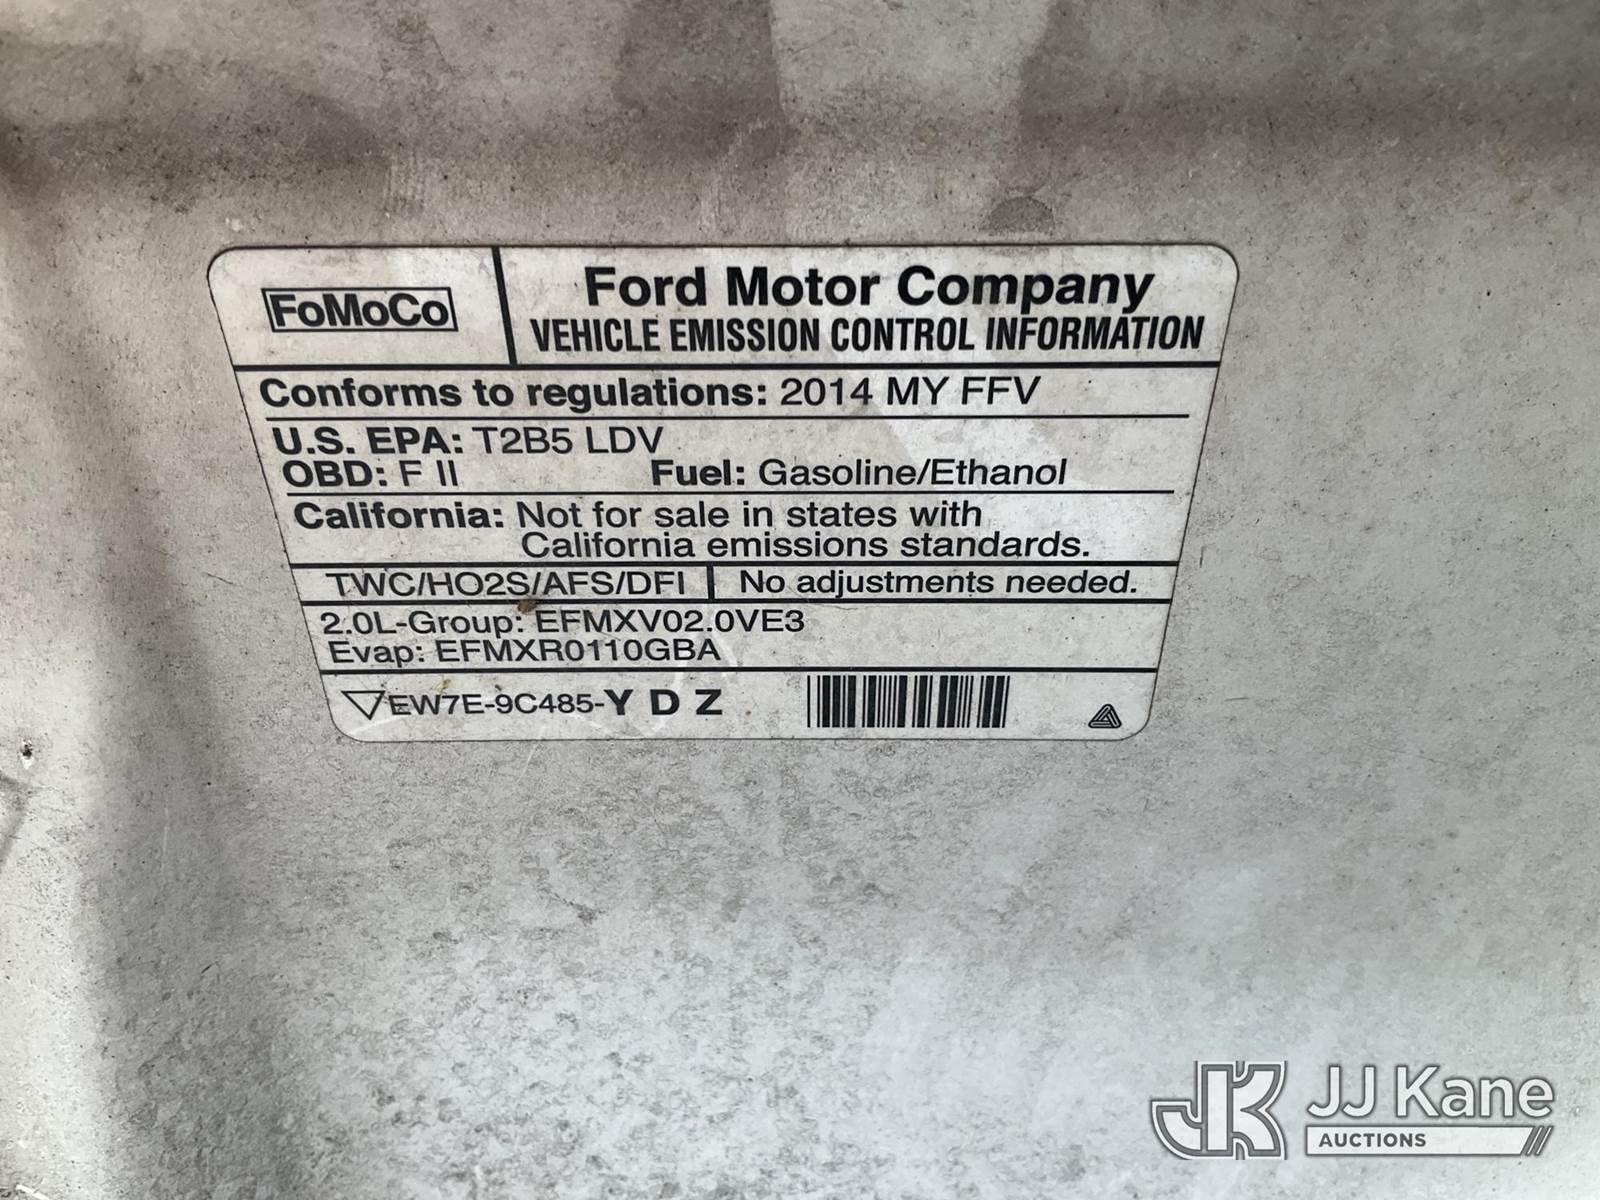 FoMoCo
Ford Motor Company
VEHICLE EMISSION CONTROL INFORMATION
Conforms to regulations: 2014 MY FFV
U.S. EPA: T2B5 LDV
OBD: F II Fuel: Gasoline/Ethanol
California: Not for sale in states with
California emissions standards.
TWC/HO2S/AFS/DFI No adjustments needed.
2.0L-Group: EFMXV02.0VE3
Evap: EFMXR0110GBA
EW7E-9C485-Y D Z
JK JJ Kane
AUCTIONS